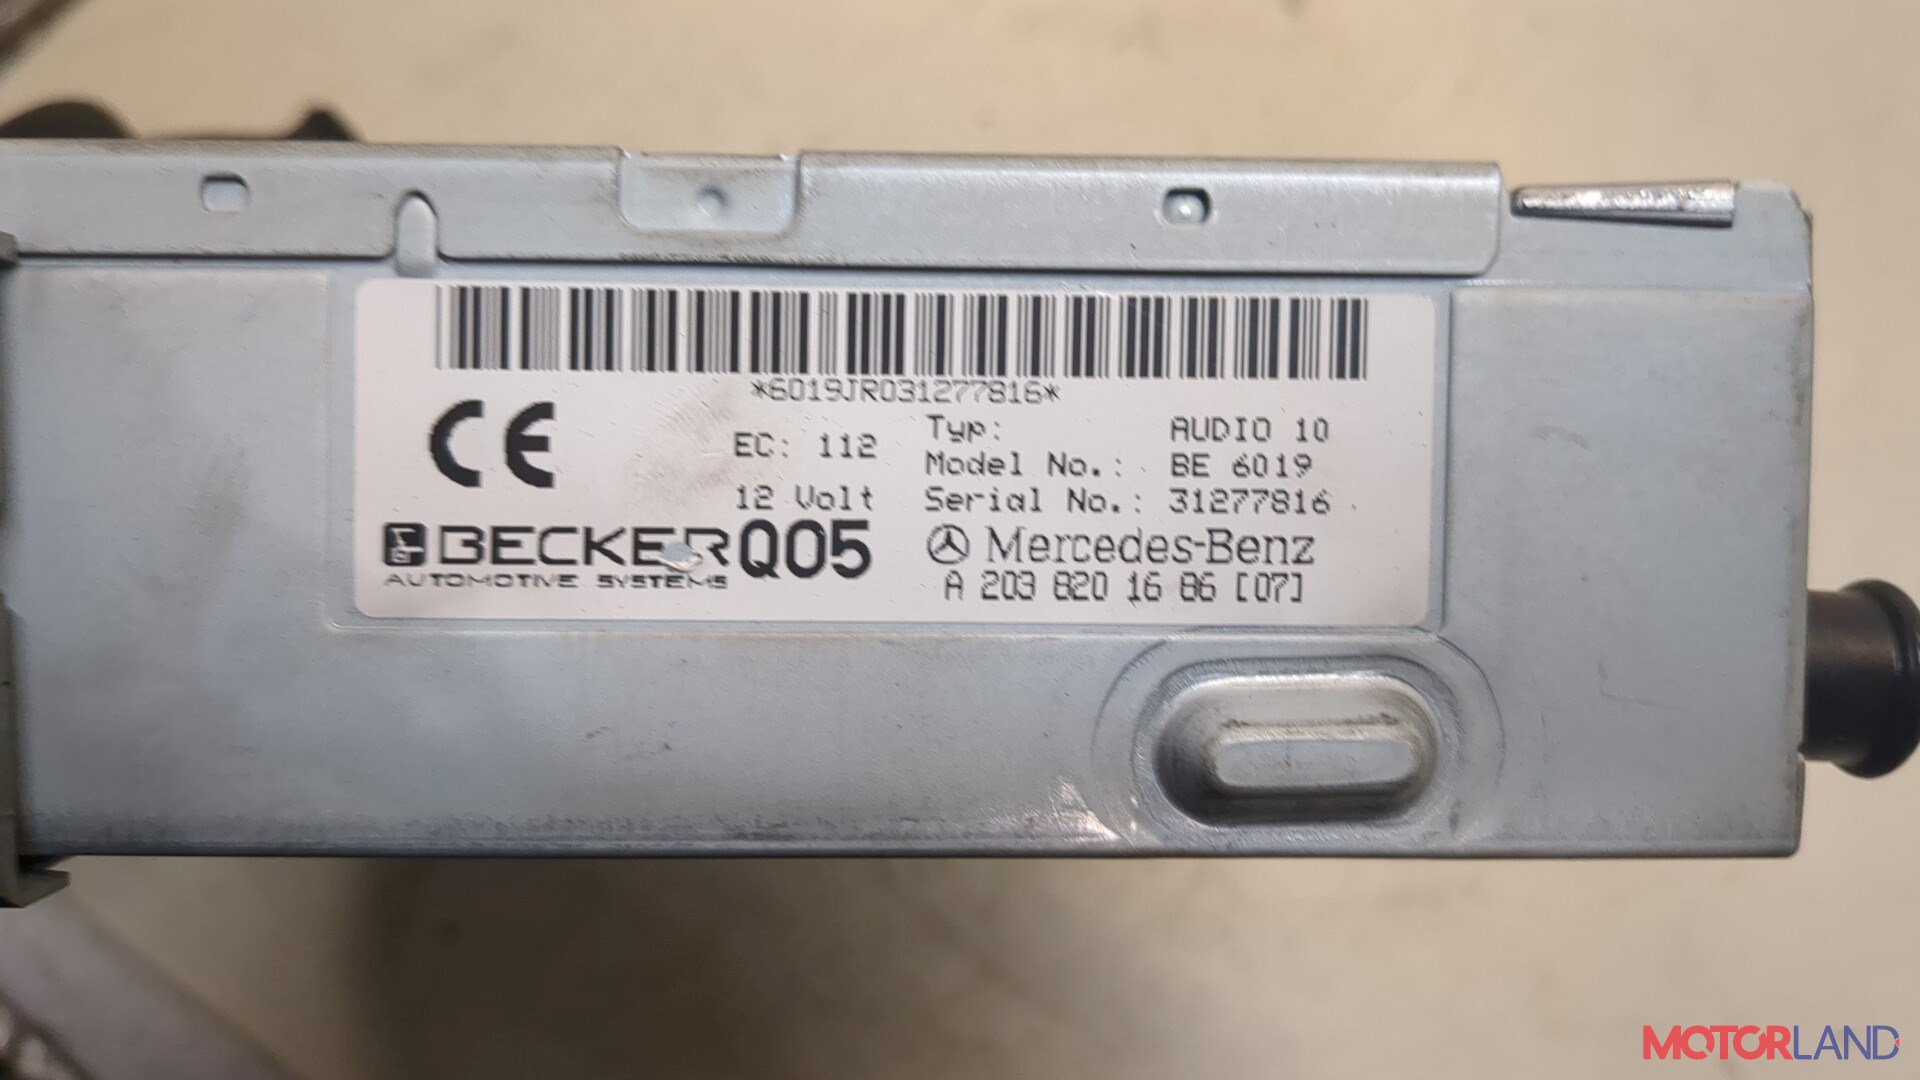 *6019JR031277816*
CE
EC: 112
12 Volt
Typ: AUDIO 10
Model No.: BE 6019
Serial No.: 31277816
BECKER Q05
AUTOMOTIVE SYSTEMS
Mercedes-Benz
A 203 820 16 86 [07]
MOTORLAND